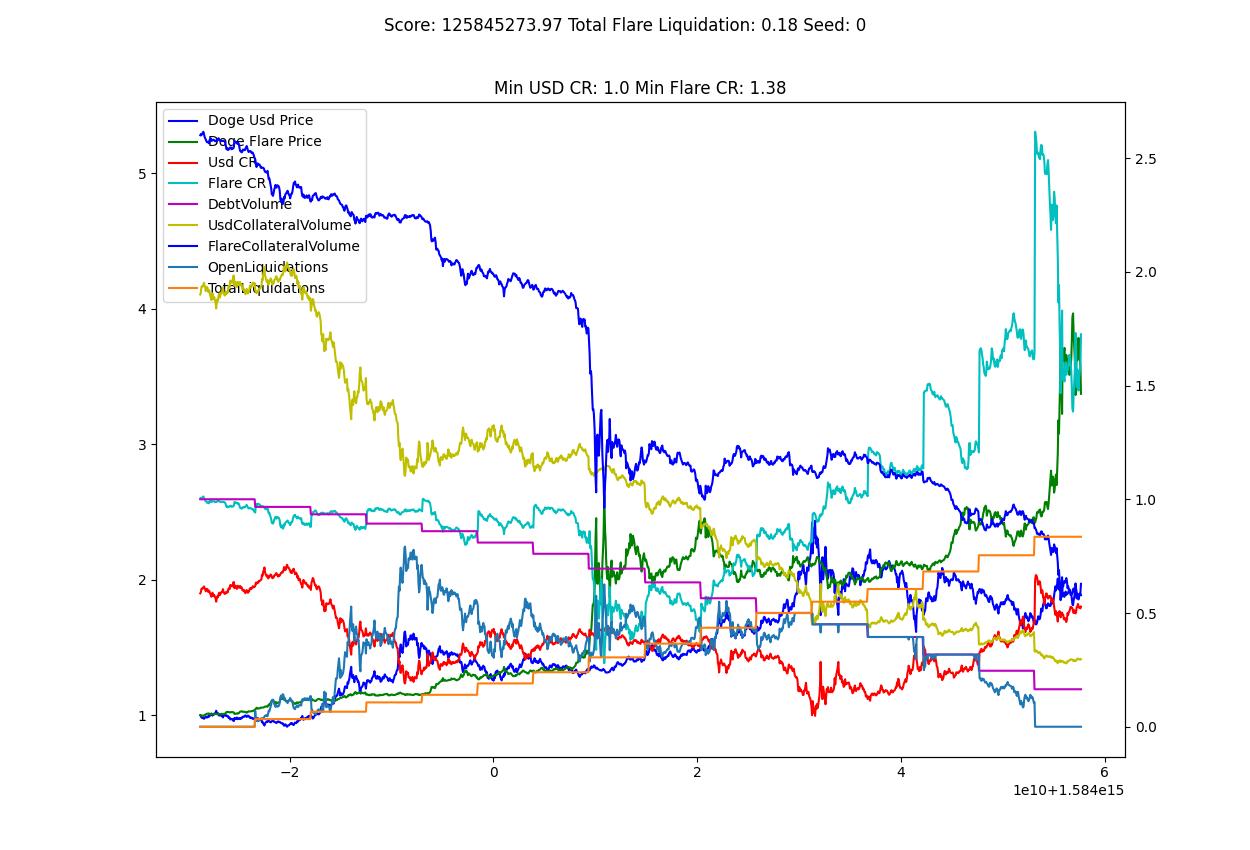 Score: 125845273.97 Total Flare Liquidation: 0.18 Seed: 0
Min USD CR: 1.0 Min Flare CR: 1.38
Doge Usd Price
Doge Flare Price
Usd CR
Flare CR
DebtVolume
UsdCollateralVolume
FlareCollateralVolume
OpenLiquidations
TotalLiquidations
5
4
3
2
1
2.5
2.0
1.5
1.0
0.5
0.0
−2
0
2
4
6
1e10+1.584e15